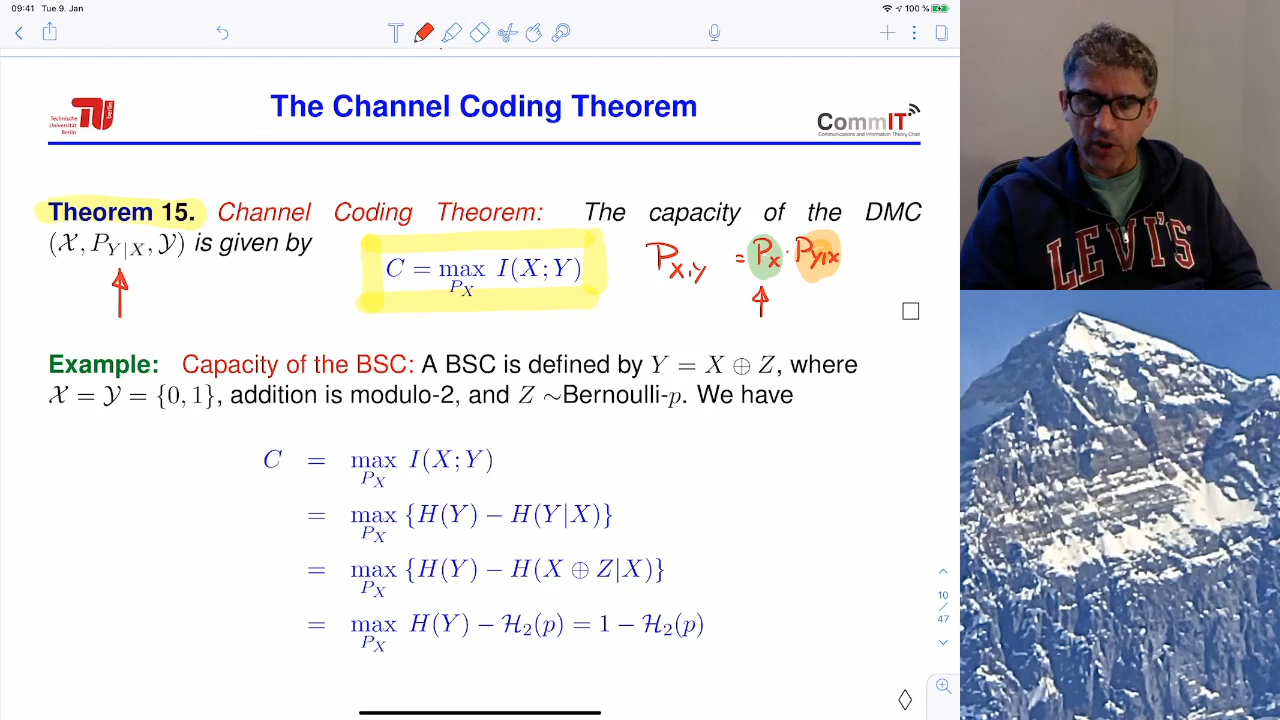 09:41 Tue 9. Jan
100 %
The Channel Coding Theorem
Technische
Universität
Berlin
berlin
CommIT
Communications and Information Theory Chair
Theorem 15. Channel Coding Theorem: The capacity of the DMC
(𝒳, P_{Y|X}, 𝒴) is given by
C = max_{P_X} I(X; Y)
P_{X,Y} = P_X · P_{Y|X}
□
Example: Capacity of the BSC: A BSC is defined by Y = X ⊕ Z, where
𝒳 = 𝒴 = {0, 1}, addition is modulo-2, and Z ∼Bernoulli-p. We have
C = max_{P_X} I(X; Y)
= max_{P_X} {H(Y) − H(Y|X)}
= max_{P_X} {H(Y) − H(X ⊕ Z|X)}
= max_{P_X} H(Y) − ℋ₂(p) = 1 − ℋ₂(p)
◇
10
/
47
LEVI'S